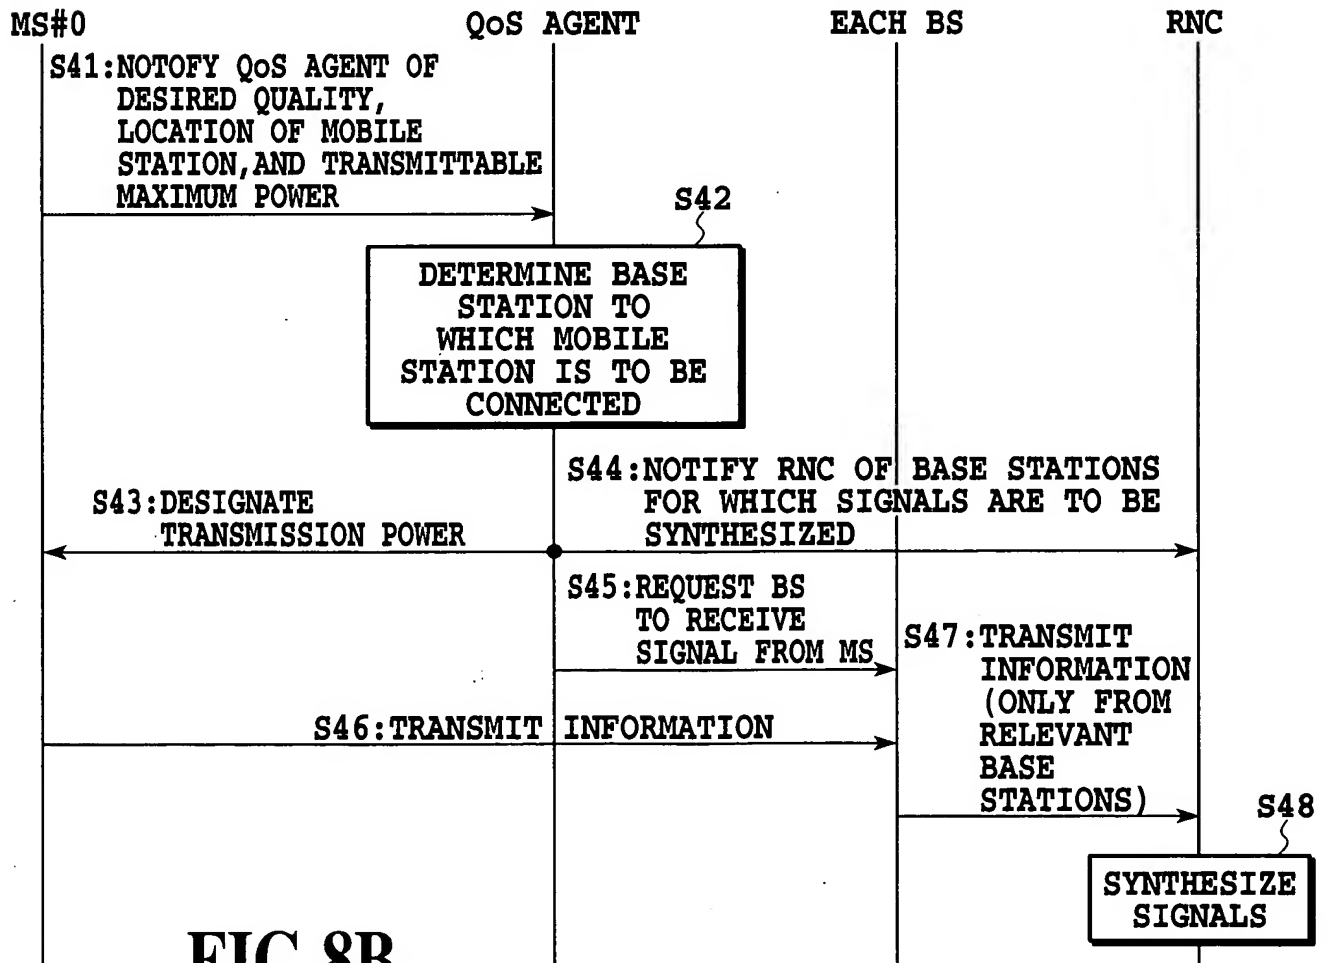 MS#0 QoS AGENT EACH BS RNC
S41:NOTOFY QoS AGENT OF
DESIRED QUALITY,
LOCATION OF MOBILE
STATION,AND TRANSMITTABLE
MAXIMUM POWER
S42
DETERMINE BASE
STATION TO
WHICH MOBILE
STATION IS TO BE
CONNECTED
S43:DESIGNATE
TRANSMISSION POWER
S44:NOTIFY RNC OF BASE STATIONS
FOR WHICH SIGNALS ARE TO BE
SYNTHESIZED
S45:REQUEST BS
TO RECEIVE
SIGNAL FROM MS
S46:TRANSMIT INFORMATION
S47:TRANSMIT
INFORMATION
(ONLY FROM
RELEVANT
BASE
STATIONS)
S48
SYNTHESIZE
SIGNALS
FIG.8B